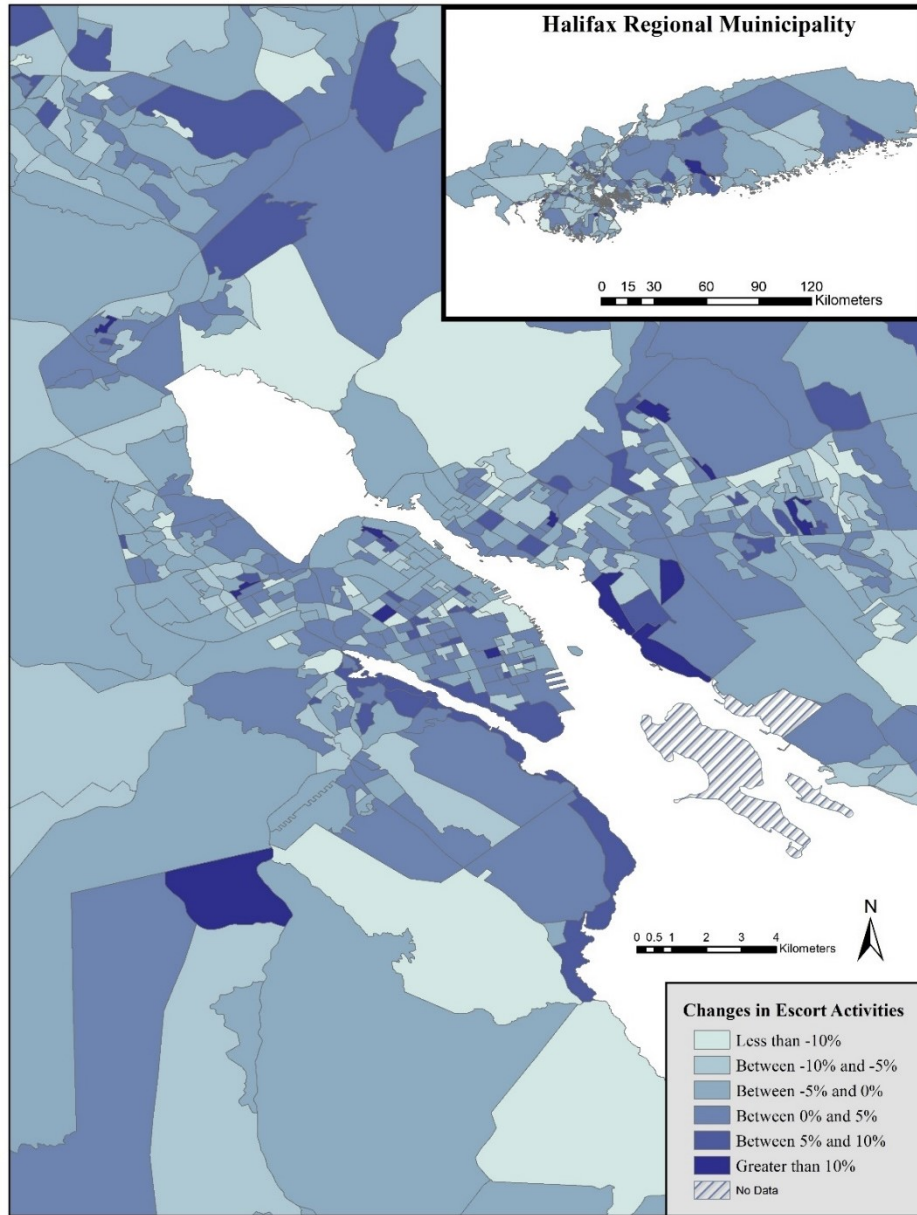 Halifax Regional Muinicipality
0 15 30 60 90 120
Kilometers
N
0 0.5 1 2 3 4
Kilometers
Changes in Escort Activities
Less than -10%
Between -10% and -5%
Between -5% and 0%
Between 0% and 5%
Between 5% and 10%
Greater than 10%
No Data